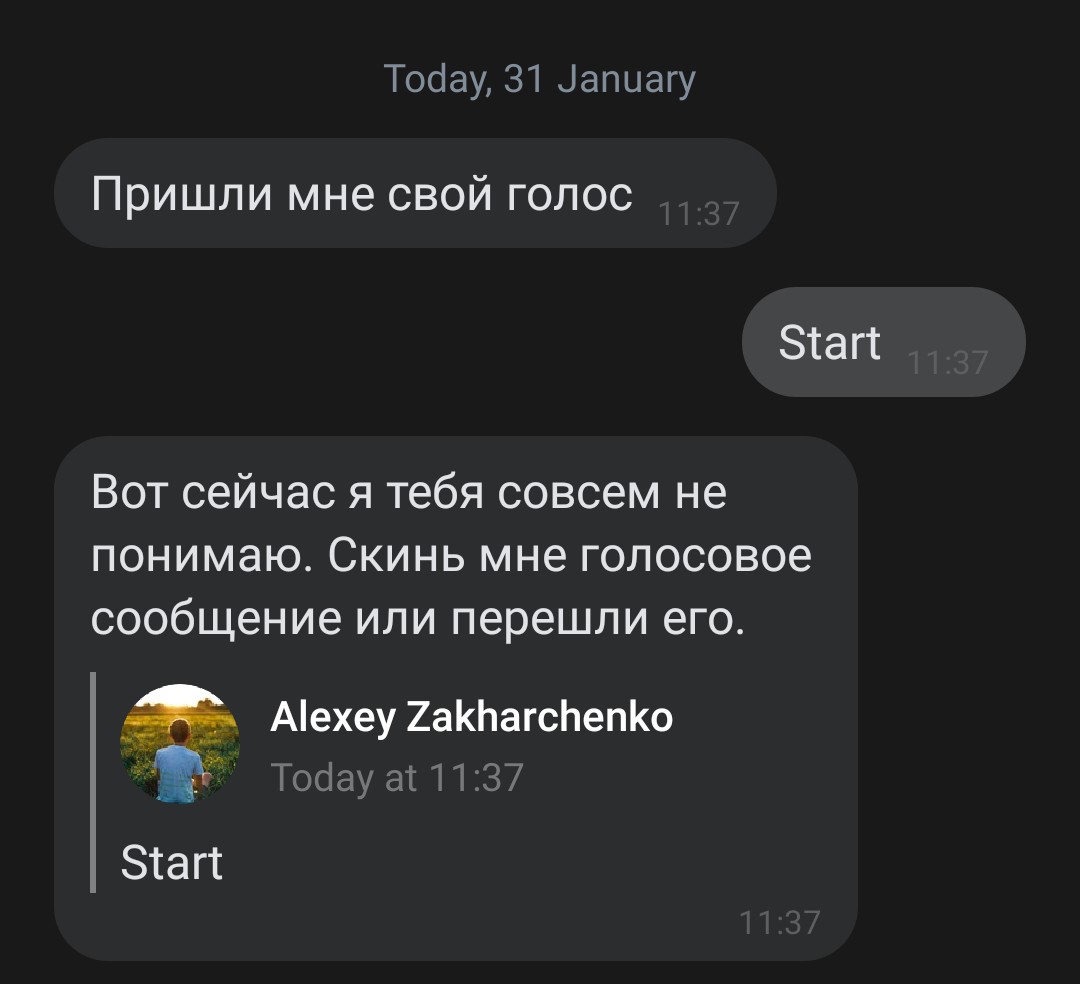 Today, 31 January
Пришли мне свой голос 11:37
Start 11:37
Вот сейчас я тебя совсем не
понимаю. Скинь мне голосовое
сообщение или перешли его.
Alexey Zakharchenko
Today at 11:37
Start
11:37